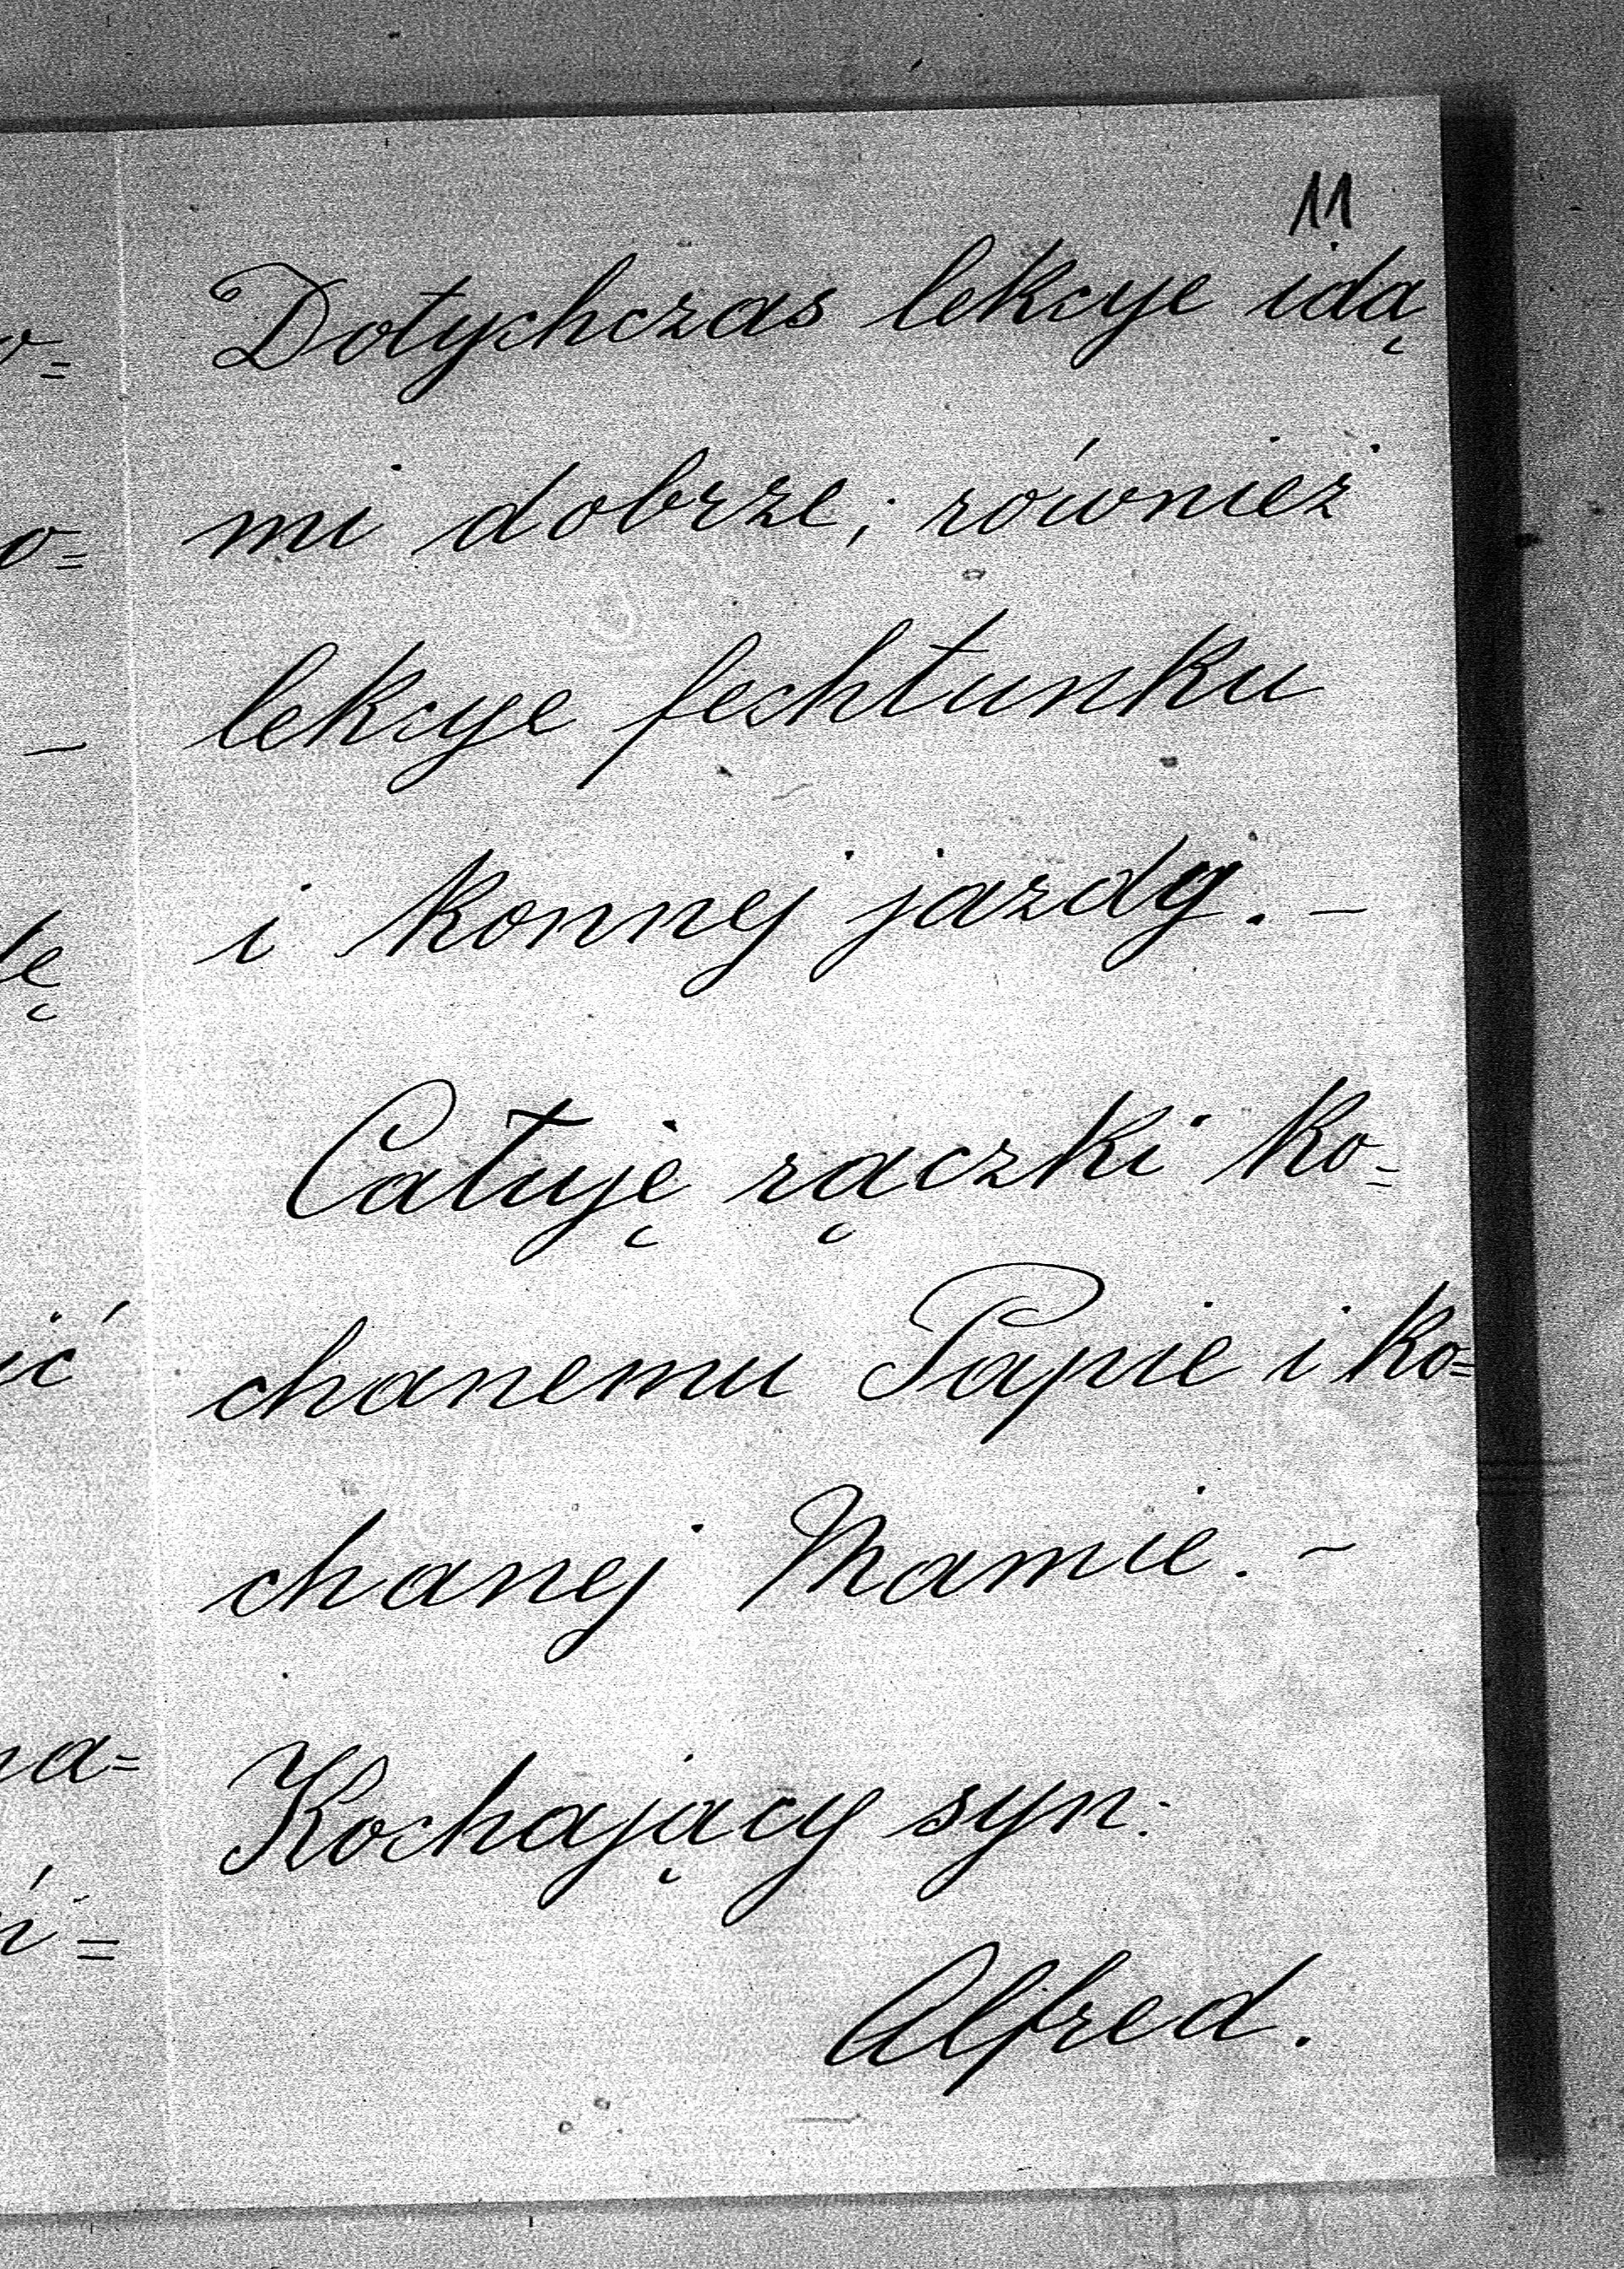 11
Dotychczas lekcye idą
mi dobrze; również
lekcye fechtunku
i konnej jazdy. –
Całuję rączki ko=
chanemu Papie i ko=
chanej Mamie. –
Kochający syn.
Alfred.